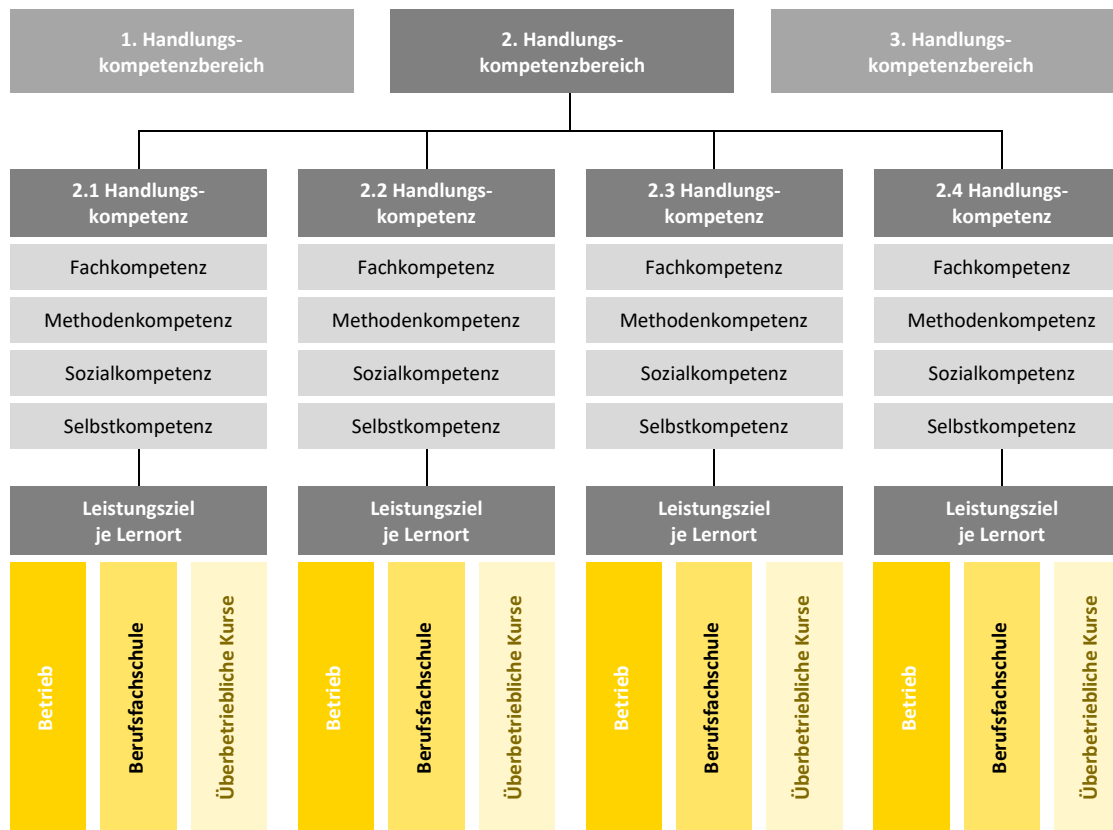 1. Handlungs-
kompetenzbereich
2. Handlungs-
kompetenzbereich
3. Handlungs-
kompetenzbereich
2.1 Handlungs-
kompetenz
2.2 Handlungs-
kompetenz
2.3 Handlungs-
kompetenz
2.4 Handlungs-
kompetenz
Fachkompetenz
Fachkompetenz
Fachkompetenz
Fachkompetenz
Methodenkompetenz
Methodenkompetenz
Methodenkompetenz
Methodenkompetenz
Sozialkompetenz
Sozialkompetenz
Sozialkompetenz
Sozialkompetenz
Selbstkompetenz
Selbstkompetenz
Selbstkompetenz
Selbstkompetenz
Leistungsziel
je Lernort
Leistungsziel
je Lernort
Leistungsziel
je Lernort
Leistungsziel
je Lernort
Betrieb
Berufsfachschule
Überbetriebliche Kurse
Betrieb
Berufsfachschule
Überbetriebliche Kurse
Betrieb
Berufsfachschule
Überbetriebliche Kurse
Betrieb
Berufsfachschule
Überbetriebliche Kurse